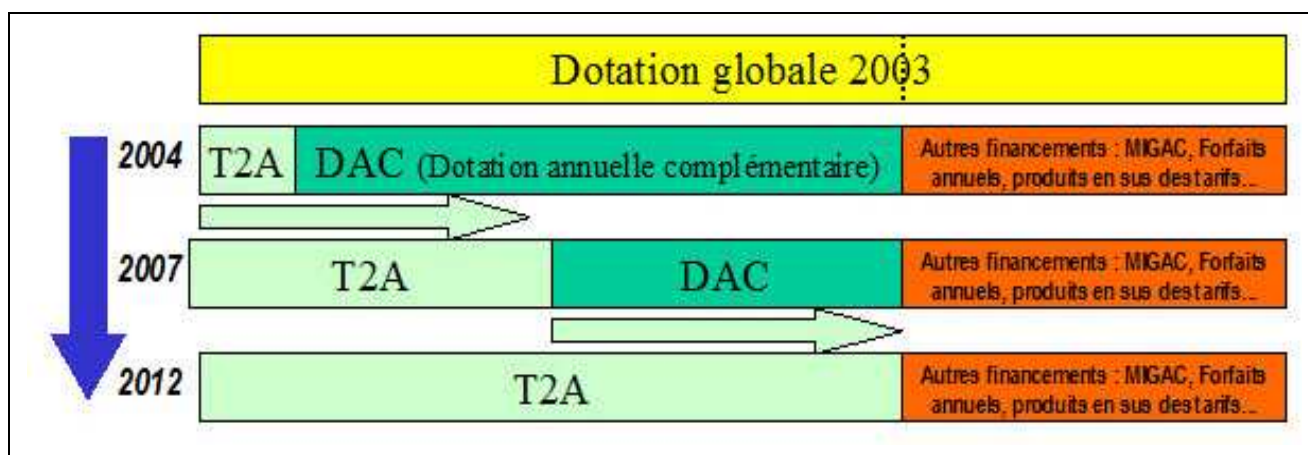 Dotation globale 2003
2004
T2A
DAC (Dotation annuelle complémentaire)
Autres financements : MIGAC, Forfaits
annuels, produits en sus des tarifs...
2007
T2A
DAC
Autres financements : MIGAC, Forfaits
annuels, produits en sus des tarifs...
2012
T2A
Autres financements : MIGAC, Forfaits
annuels, produits en sus des tarifs...